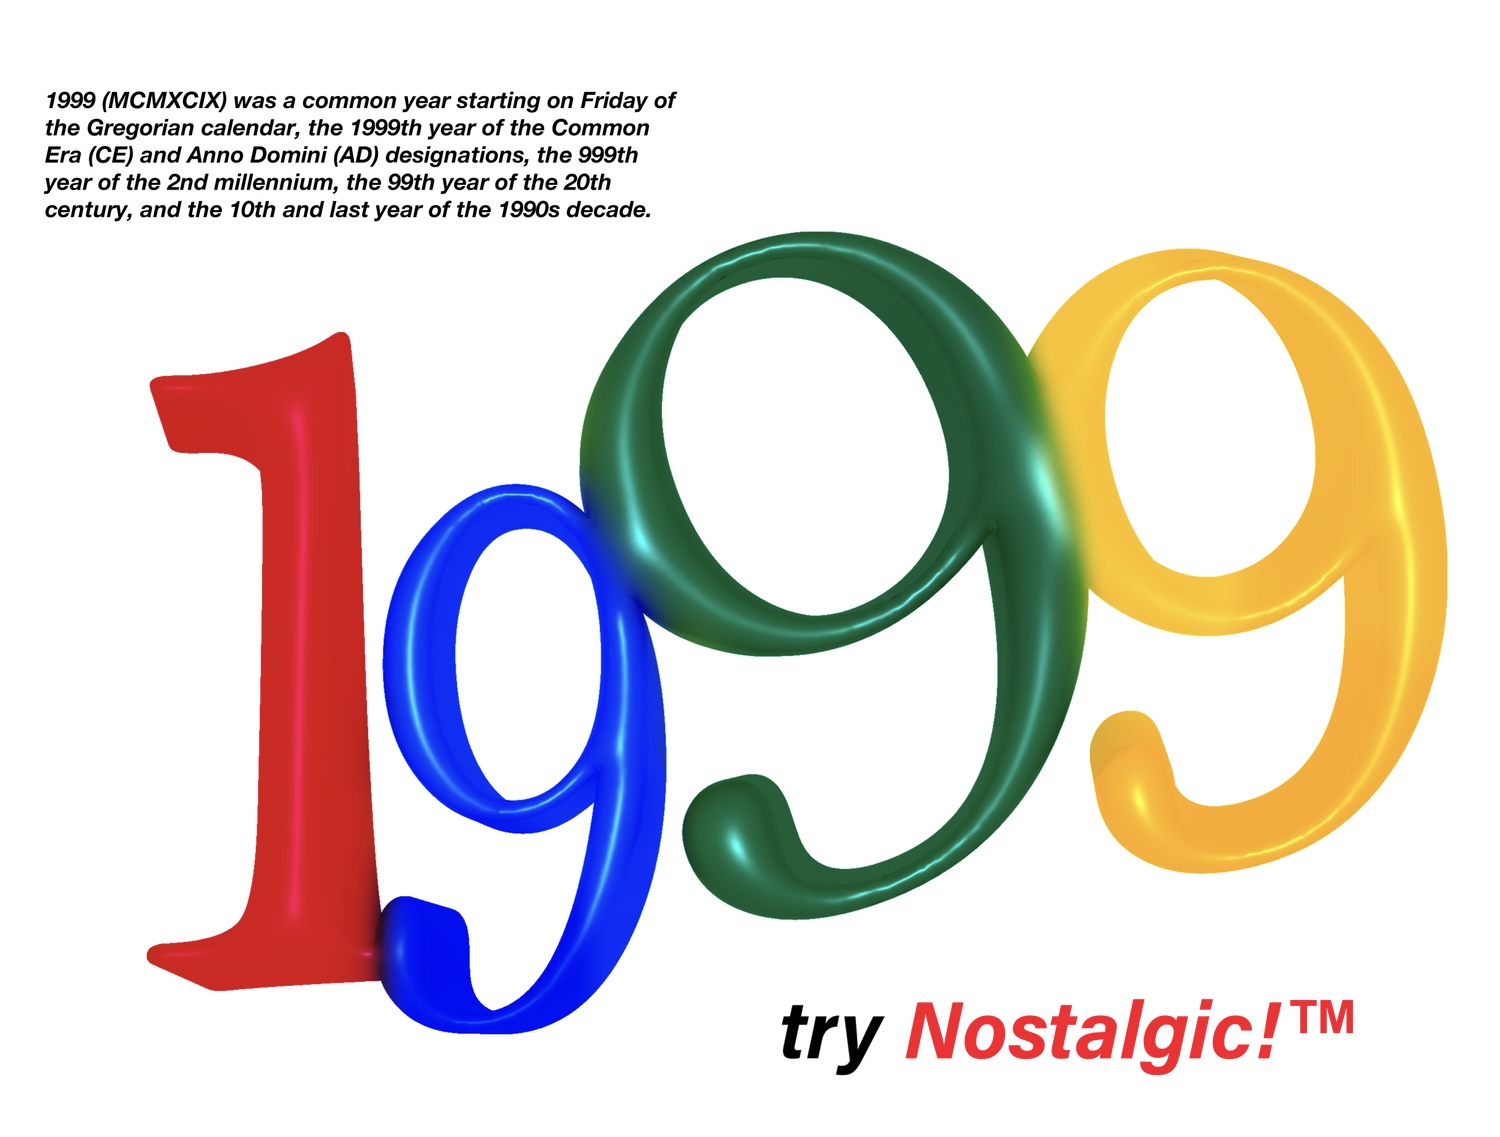 1999 (MCMXCIX) was a common year starting on Friday of
the Gregorian calendar, the 1999th year of the Common
Era (CE) and Anno Domini (AD) designations, the 999th
year of the 2nd millennium, the 99th year of the 20th
century, and the 10th and last year of the 1990s decade.
1999
try Nostalgic!™